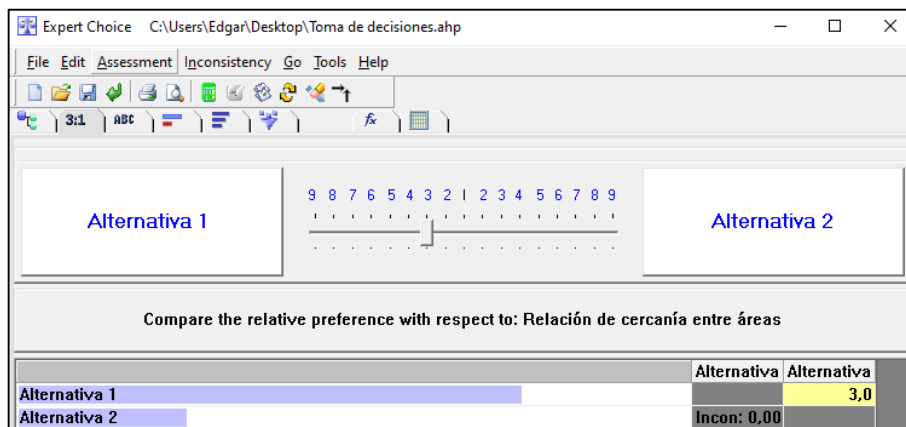 Expert Choice C:\Users\Edgar\Desktop\Toma de decisiones.ahp
File Edit Assessment Inconsistency Go Tools Help
3:1 ABC fx
9 8 7 6 5 4 3 2 1 2 3 4 5 6 7 8 9
Alternativa 1 Alternativa 2
Compare the relative preference with respect to: Relación de cercanía entre áreas
Alternativa Alternativa
Alternativa 1 3,0
Alternativa 2 Incon: 0,00